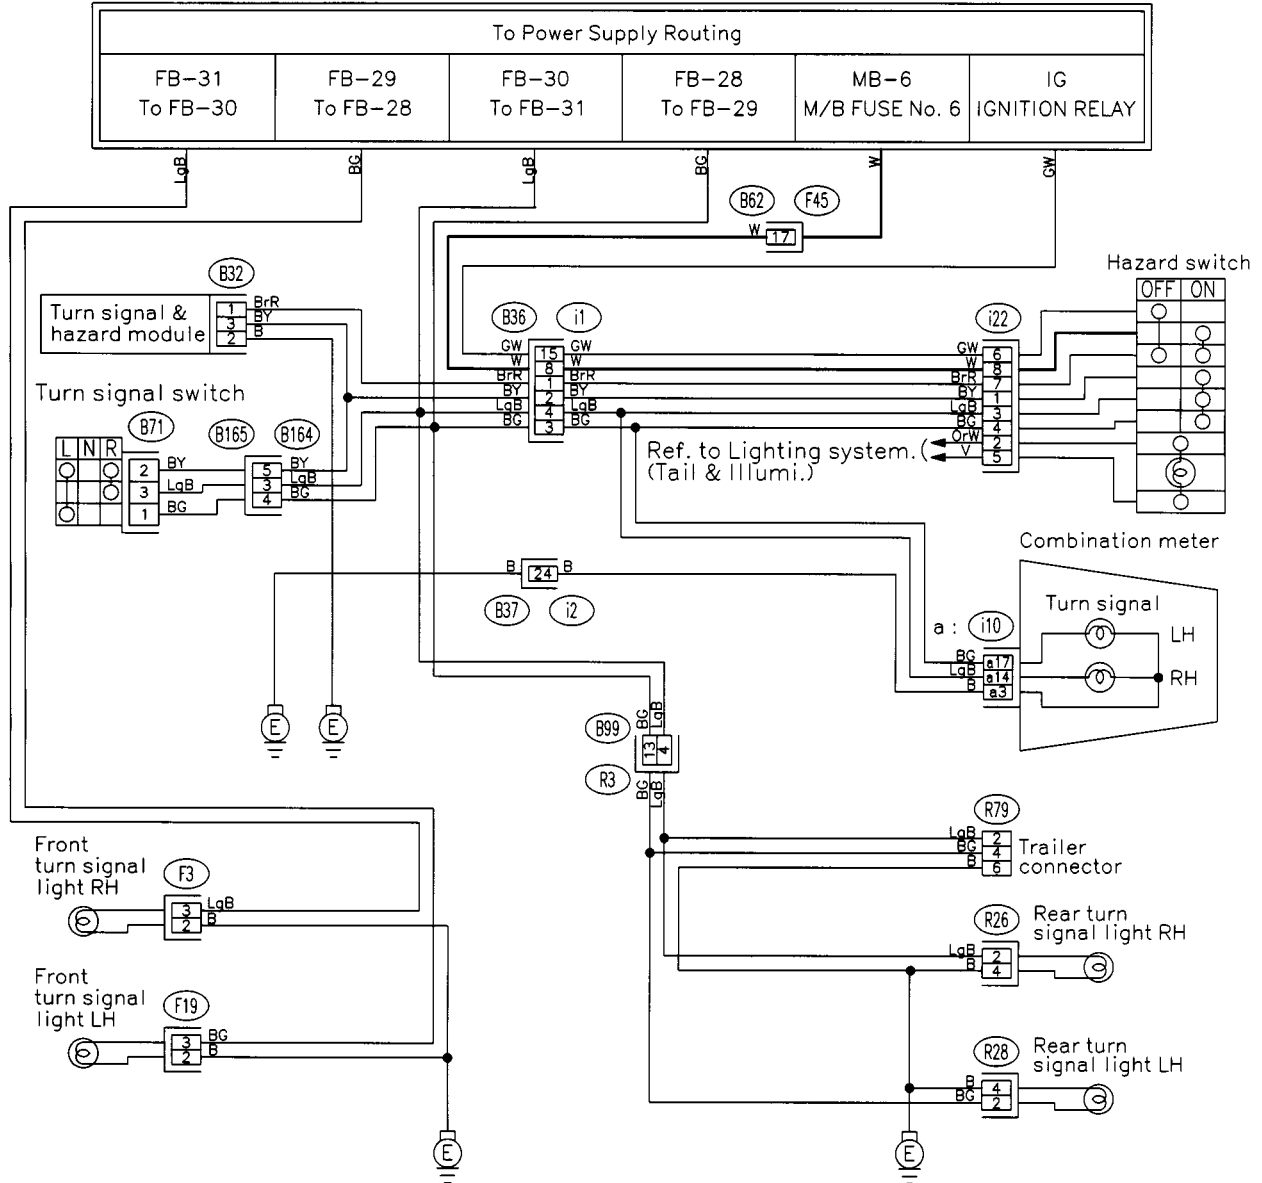 To Power Supply Routing
FB-31 FB-29 FB-30 FB-28 MB-6 IG
To FB-30 To FB-28 To FB-31 To FB-29 M/B FUSE No. 6 IGNITION RELAY
LgB BG LgB BG W GW
B62 F45
W 17
Hazard switch
OFF ON
B32
Turn signal &
hazard module
1 BrR
3 BY
2 B
B36 i1 i22
GW 15 GW GW 6
W 8 W W 8
BrR 1 BrR BrR 7
BY 2 BY BY 1
LgB 4 LgB LgB 3
BG 3 BG BG 4
OrW 2
V 5
Ref. to Lighting system.(
(Tail & Illumi.)
Turn signal switch
B71 B165 B164
L N R
2 BY 5 BY
3 LgB 3 LgB
1 BG 4 BG
B 24 B
B37 i2
Combination meter
Turn signal
LH
RH
a : i10
BG a17
LgB a14
B a3
E E
BG LgB
B99 13 4
R3
BG LgB
R79
LgB 2
BG 4
B 6
Trailer
connector
Front
turn signal
light RH
F3
3 LgB
2 B
R26
Rear turn
signal light RH
LgB 2
B 4
Front
turn signal
light LH
F19
3 BG
2 B
R28
Rear turn
signal light LH
B 4
BG 2
E E